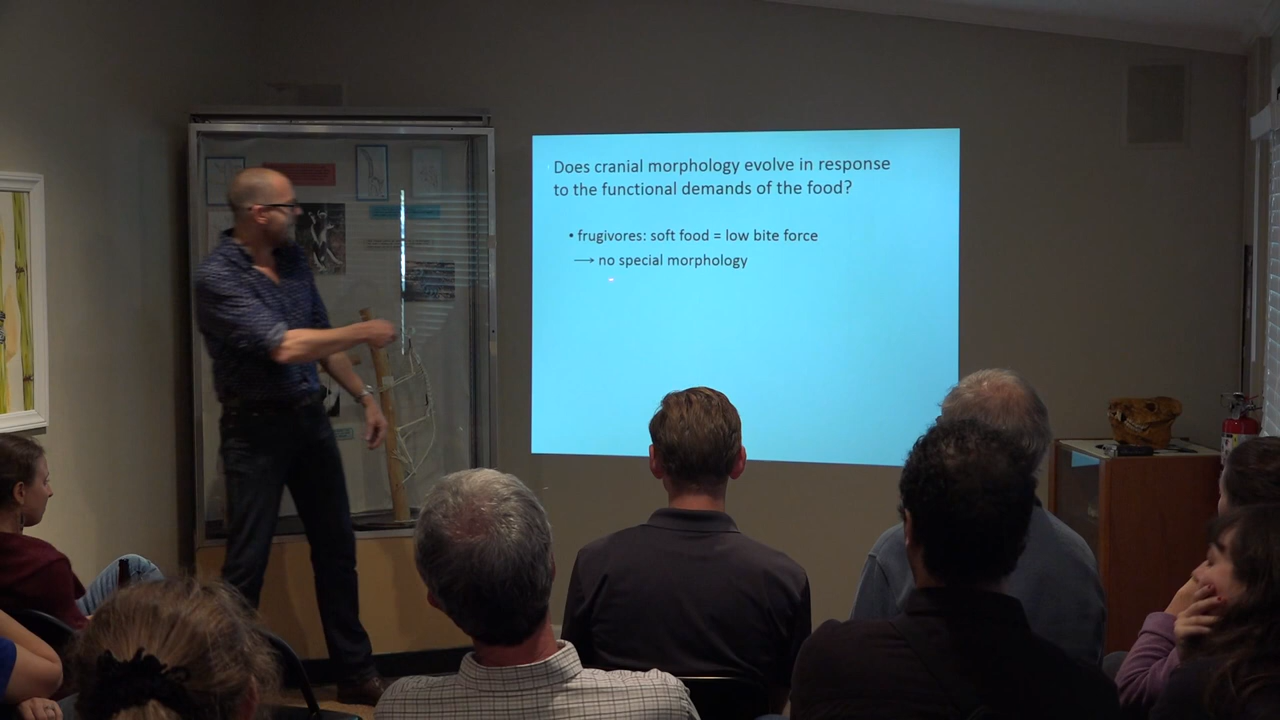 Does cranial morphology evolve in response
to the functional demands of the food?
• frugivores: soft food = low bite force
→ no special morphology